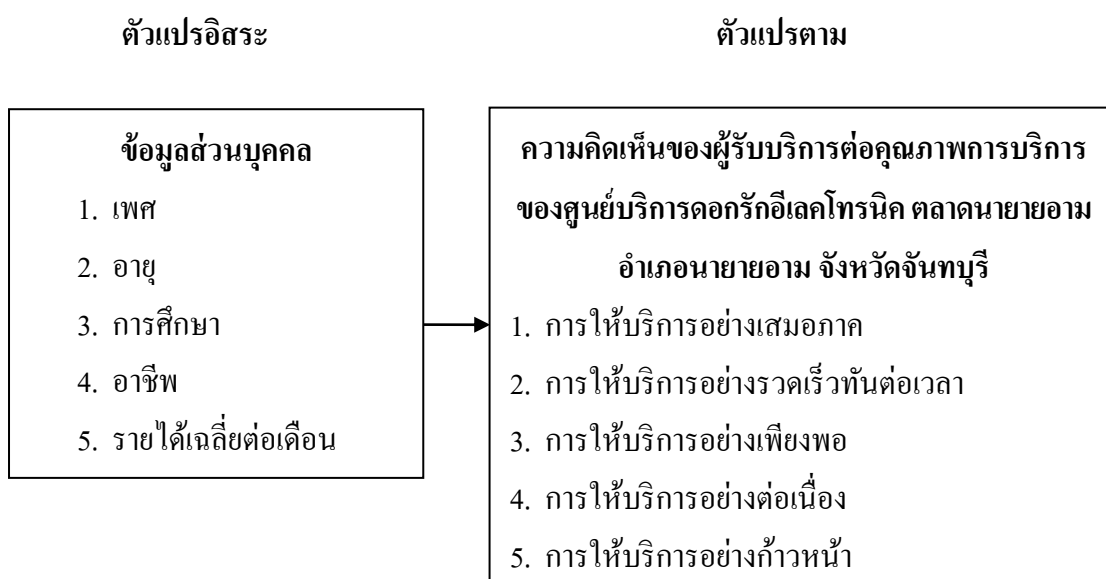 ตัวแปรอิสระ
ตัวแปรตาม
ข้อมูลส่วนบุคคล
1. เพศ
2. อายุ
3. การศึกษา
4. อาชีพ
5. รายได้เฉลี่ยต่อเดือน
ความคิดเห็นของผู้รับบริการต่อคุณภาพการบริการ
ของศูนย์บริการดอกรักอีเลคโทรนิค ตลาดนายายอาม
อำเภอนายายอาม จังหวัดจันทบุรี
1. การให้บริการอย่างเสมอภาค
2. การให้บริการอย่างรวดเร็วทันต่อเวลา
3. การให้บริการอย่างเพียงพอ
4. การให้บริการอย่างต่อเนื่อง
5. การให้บริการอย่างก้าวหน้า